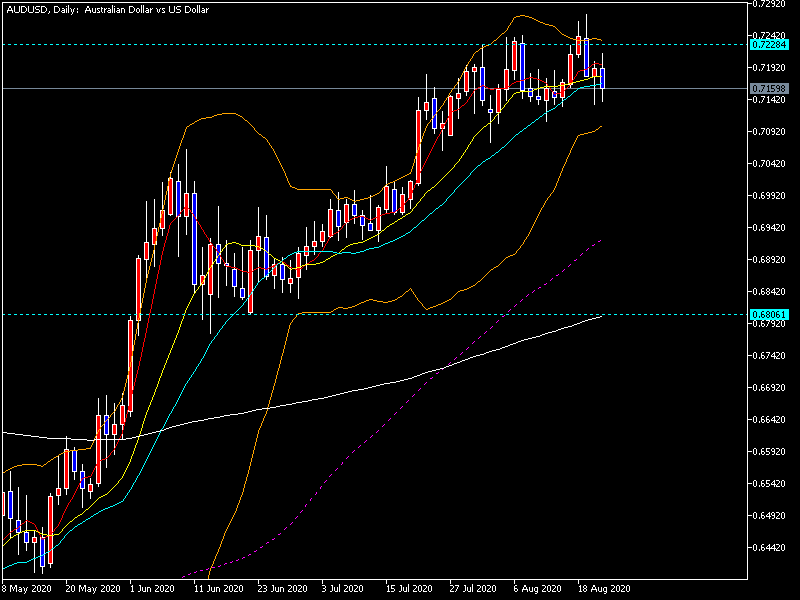 AUDUSD, Daily: Australian Dollar vs US Dollar
0.72920
0.72420
0.72284
0.71920
0.71598
0.71420
0.70920
0.70420
0.69920
0.69420
0.68920
0.68420
0.68061
0.67920
0.67420
0.66920
0.66420
0.65920
0.65420
0.64920
0.64420
8 May 2020
20 May 2020
1 Jun 2020
11 Jun 2020
23 Jun 2020
3 Jul 2020
15 Jul 2020
27 Jul 2020
6 Aug 2020
18 Aug 2020